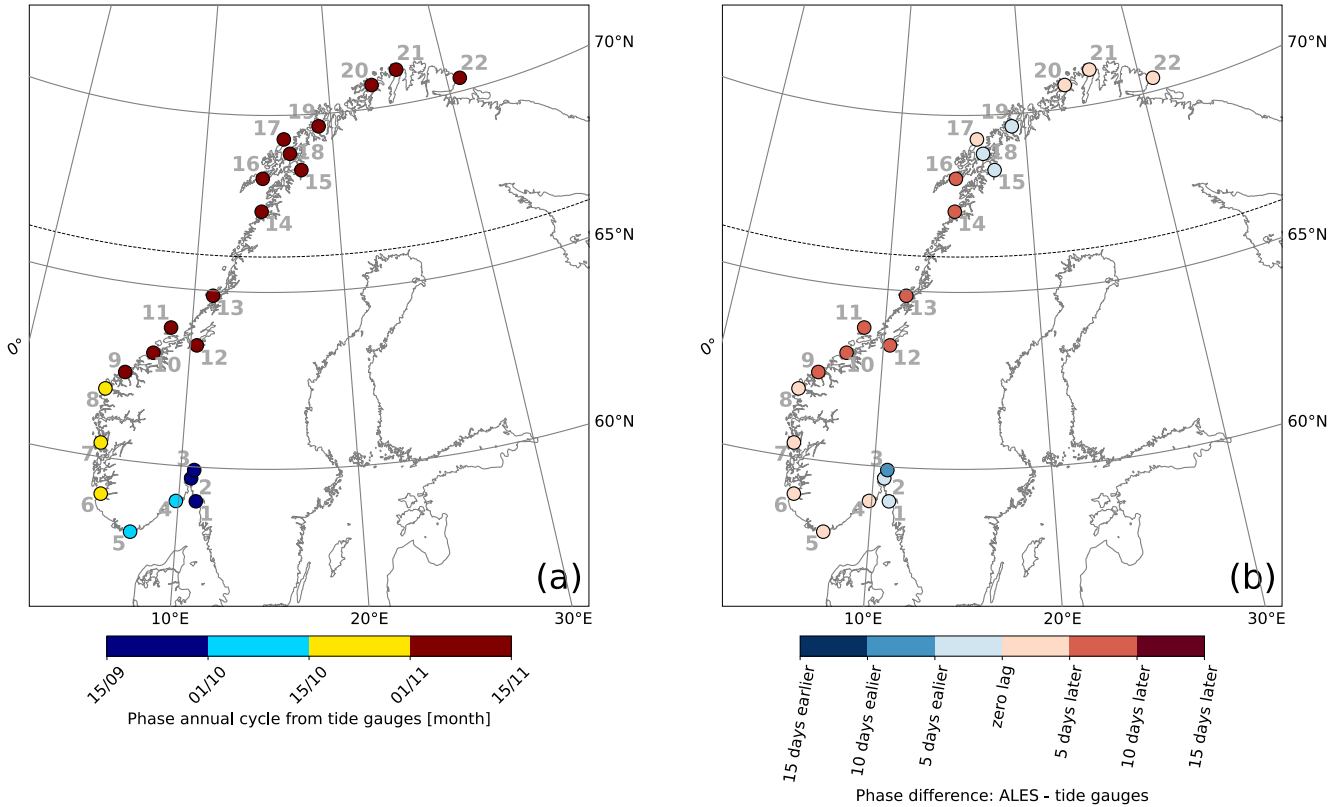 70°N
65°N
60°N
0°
10°E
20°E
30°E
1
2
3
4
5
6
7
8
9
10
11
12
13
14
15
16
17
18
19
20
21
22
(a)
15/09
01/10
15/10
01/11
15/11
Phase annual cycle from tide gauges [month]
70°N
65°N
60°N
0°
10°E
20°E
30°E
1
2
3
4
5
6
7
8
9
10
11
12
13
14
15
16
17
18
19
20
21
22
(b)
15 days earlier
10 days ealier
5 days ealier
zero lag
5 days later
10 days later
15 days later
Phase difference: ALES - tide gauges